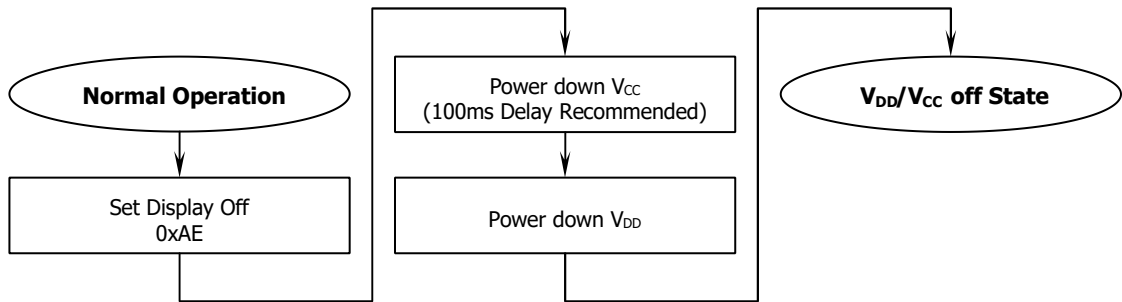 Normal Operation
Set Display Off
0xAE
Power down VCC
(100ms Delay Recommended)
Power down VDD
VDD/VCC off State